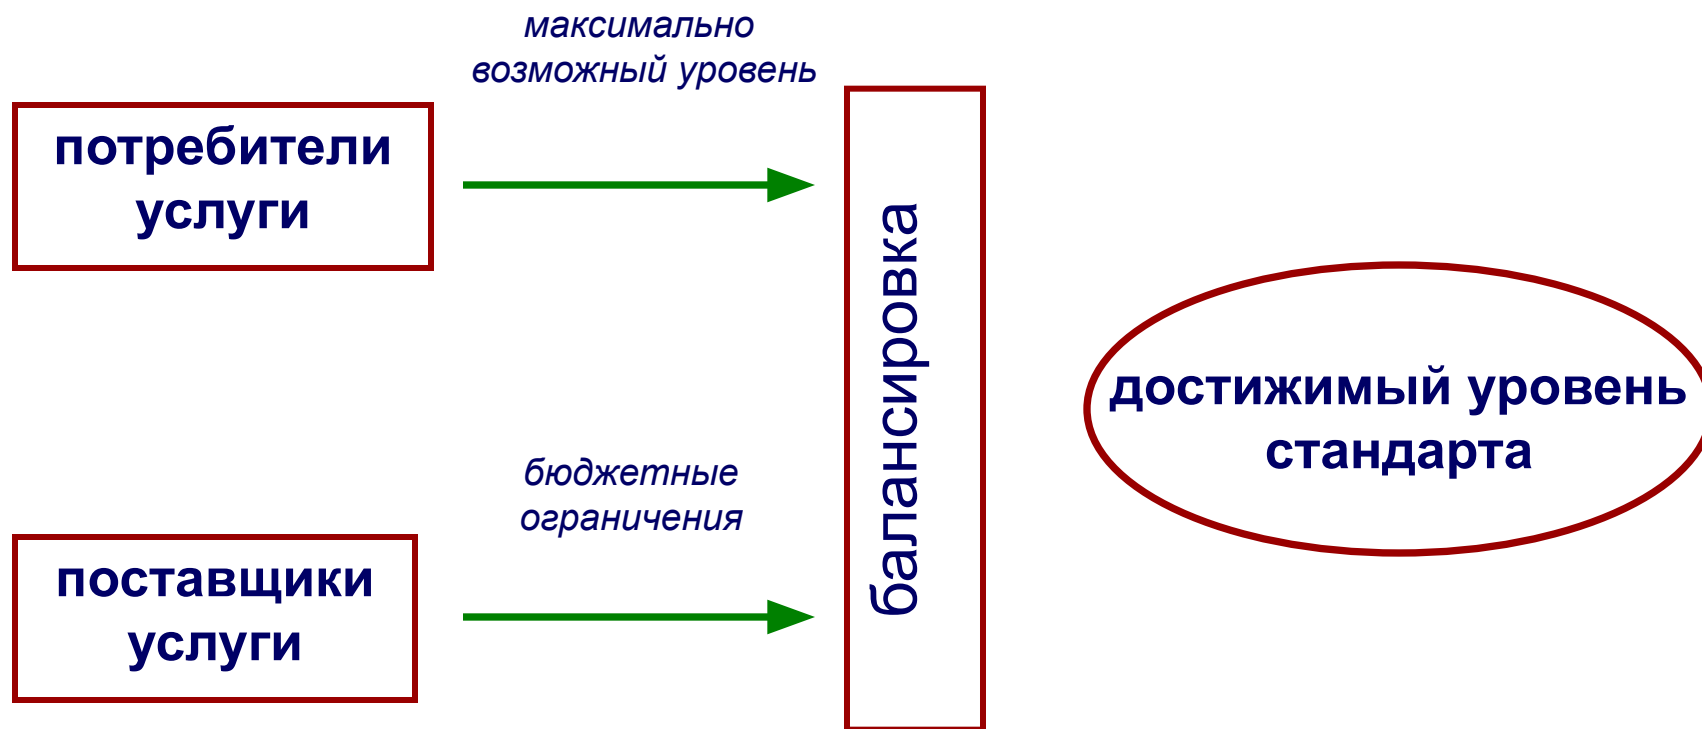 максимально
возможный уровень
потребители
услуги
балансировка
достижимый уровень
стандарта
бюджетные
ограничения
поставщики
услуги